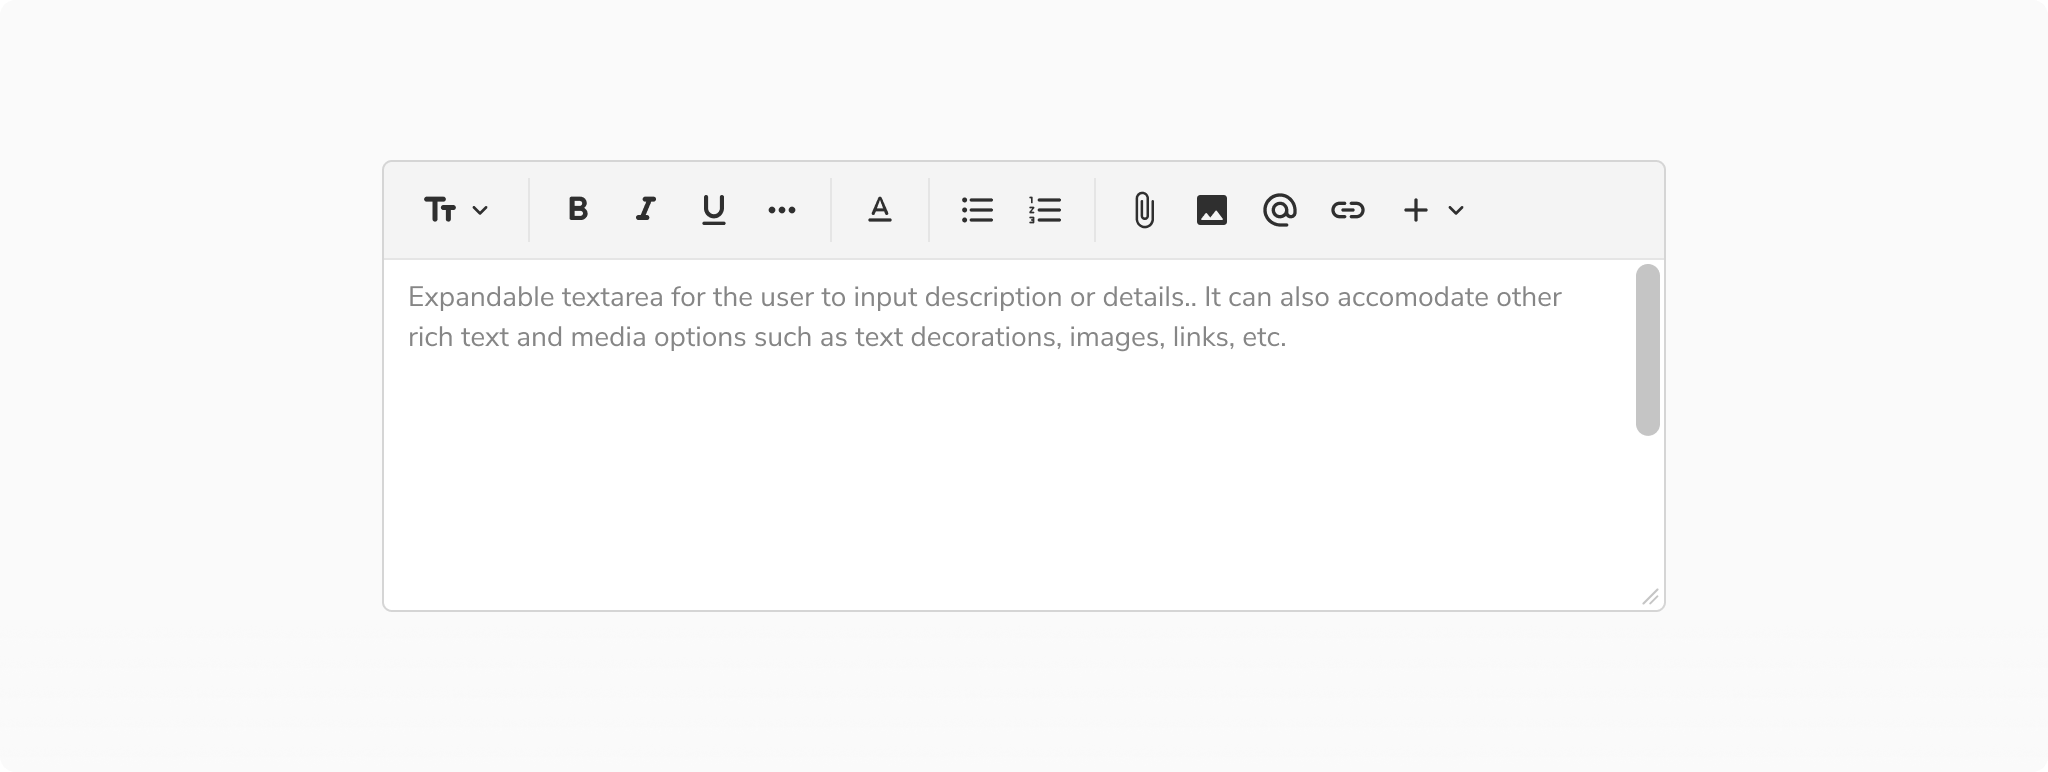 Expandable textarea for the user to input description or details.. It can also accomodate other
rich text and media options such as text decorations, images, links, etc.